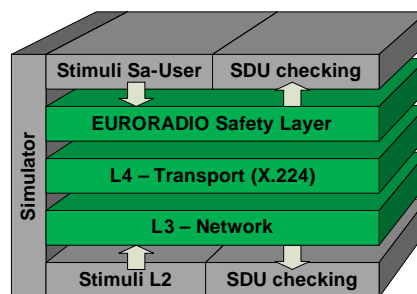 Stimuli Sa-User
SDU checking
EURORADIO Safety Layer
L4 – Transport (X.224)
L3 – Network
Stimuli L2
SDU checking
Simulator